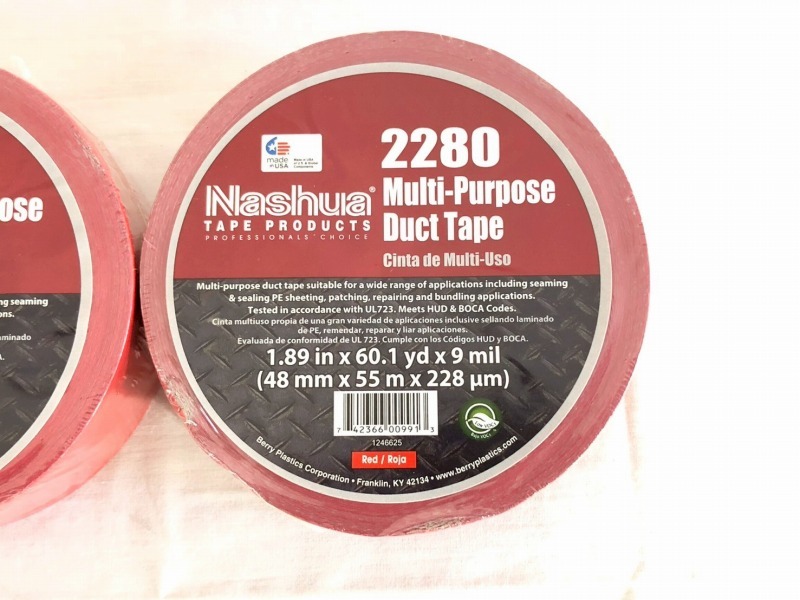 ose
ng seaming
ons.
aminado
A.
made
in USA
Made in USA
2280
Multi-Purpose
Duct Tape
Cinta de Multi-Uso
Nashua®
TAPE PRODUCTS
PROFESSIONALS' CHOICE
Multi-purpose duct tape suitable for a wide range of applications including seaming
& sealing PE sheeting, patching, repairing and bundling applications.
Tested in accordance with UL723. Meets HUD & BOCA Codes.
Cinta multiuso propia de una gran variedad de aplicaciones inclusive sellando laminado
de PE, remendar, reparar y liar aplicaciones.
Evaluada de conformidad de UL 723. Cumple con los Códigos HUD y BOCA.
1.89 in x 60.1 yd x 9 mil
(48 mm x 55 m x 228 µm)
7 42366 00991 3
1246625
Red / Roja
Berry Plastics Corporation • Franklin, KY 42134 • www.berryplastics.com